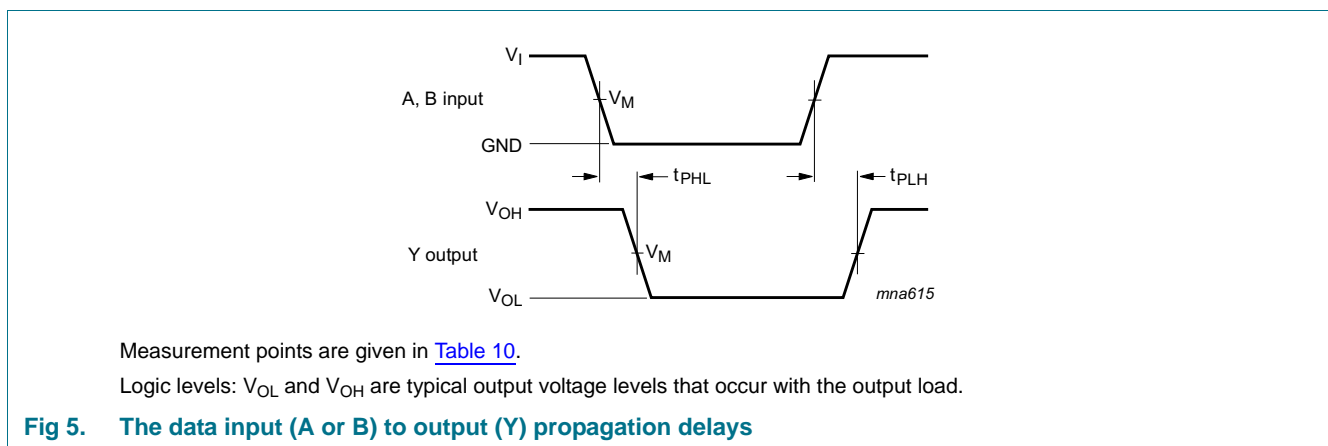 V_I
A, B input
V_M
GND
t_PHL
t_PLH
V_OH
Y output
V_M
V_OL
mna615
Measurement points are given in Table 10.
Logic levels: V_OL and V_OH are typical output voltage levels that occur with the output load.
Fig 5. The data input (A or B) to output (Y) propagation delays